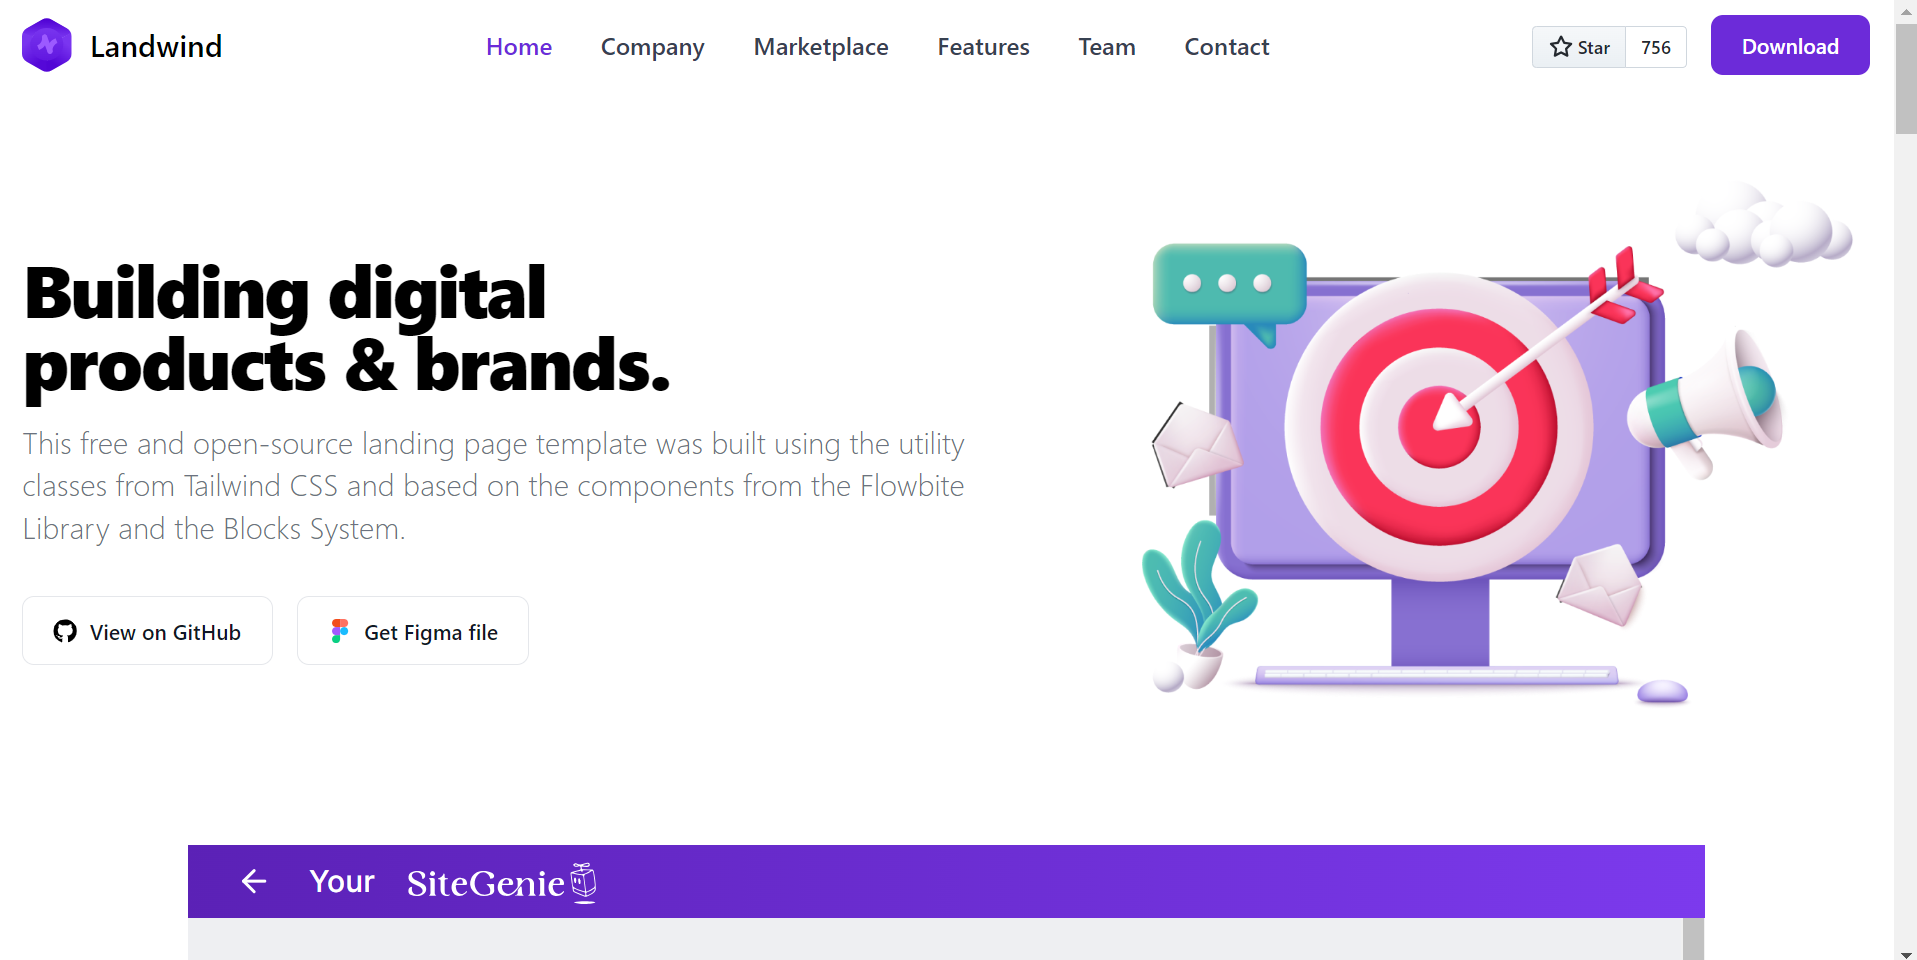 Landwind
Home Company Marketplace Features Team Contact
Star 756
Download
Building digital
products & brands.
This free and open-source landing page template was built using the utility
classes from Tailwind CSS and based on the components from the Flowbite
Library and the Blocks System.
View on GitHub
Get Figma file
Your SiteGenie